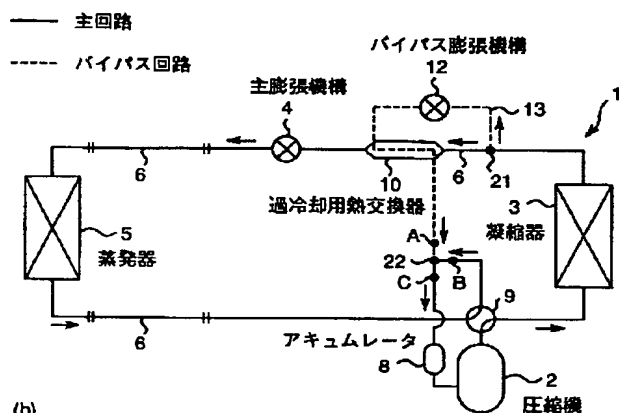 主回路
バイパス回路
バイパス膨張機構
12
主膨張機構
4
13
1
6
10
6
21
過冷却用熱交換器
3
凝縮器
5
蒸発器
A
22
B
C
9
6
アキュムレータ
8
2
圧縮機
(b)